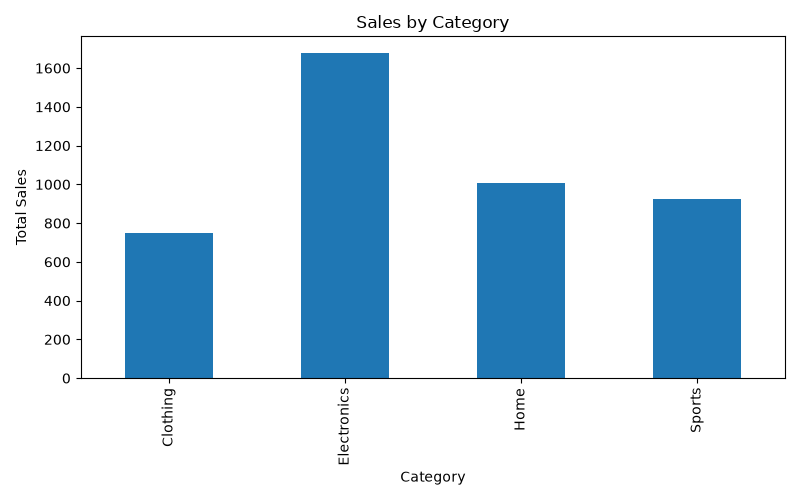 Sales by Category
Total Sales
1600
1400
1200
1000
800
600
400
200
0
Clothing
Electronics
Home
Sports
Category